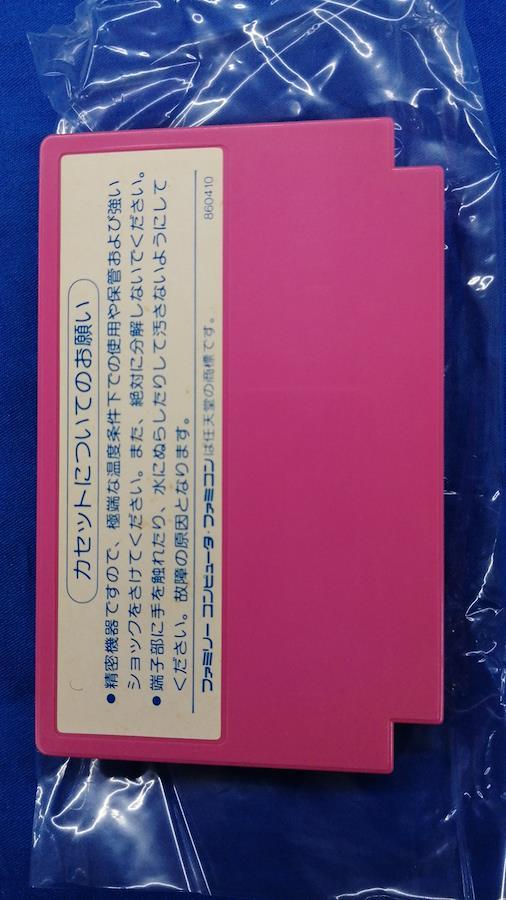 カセットについてのお願い
●精密機器ですので、極端な温度条件下での使用や保管および強い
ショックをさけてください。また、絶対に分解しないでください。
●端子部に手を触れたり、水にぬらしたりして汚さないようにして
ください。故障の原因となります。
ファミリー コンピュータ・ファミコンは任天堂の商標です。 860410